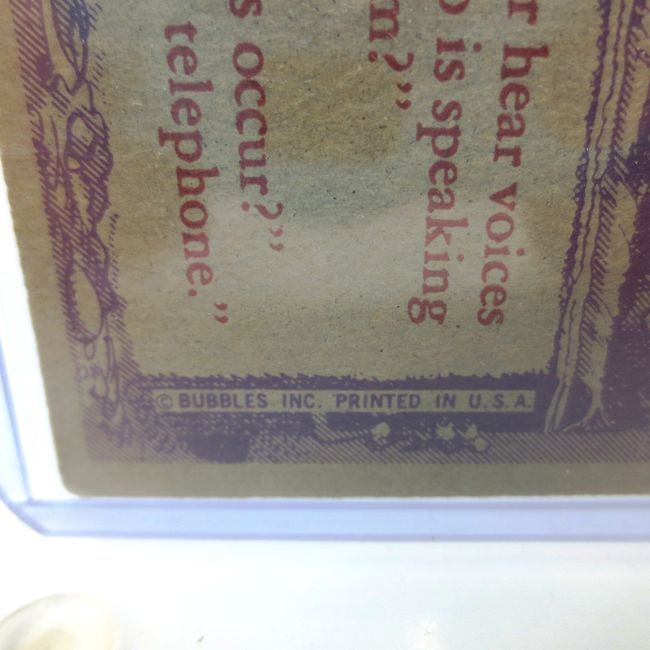 r hear voices
o is speaking
m?”
s occur?”
telephone.”
© BUBBLES INC. PRINTED IN U.S.A.